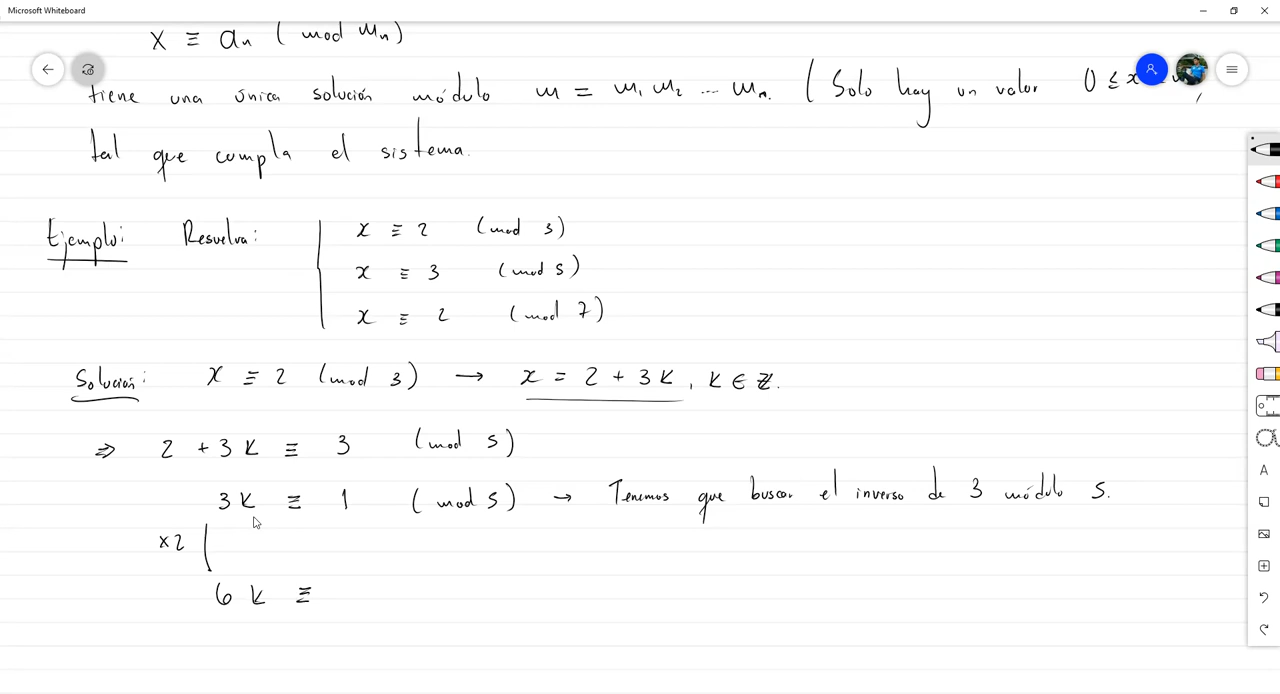 Microsoft Whiteboard
x ≡ aₙ ( mod mₙ)
tiene una única solución módulo m = m₁ m₂ ... mₙ. ( Solo hay un valor 0 ≤ x
tal que cumpla el sistema.
Ejemplo: Resuelva: x ≡ 2 (mod 3)
x ≡ 3 (mod 5)
x ≡ 2 (mod 7)
Solución: x ≡ 2 (mod 3) → x = 2 + 3k, k ∈ ℤ.
⇒ 2 + 3k ≡ 3 (mod 5)
3k ≡ 1 (mod 5) → Tenemos que buscar el inverso de 3 módulo 5.
×2
6k ≡